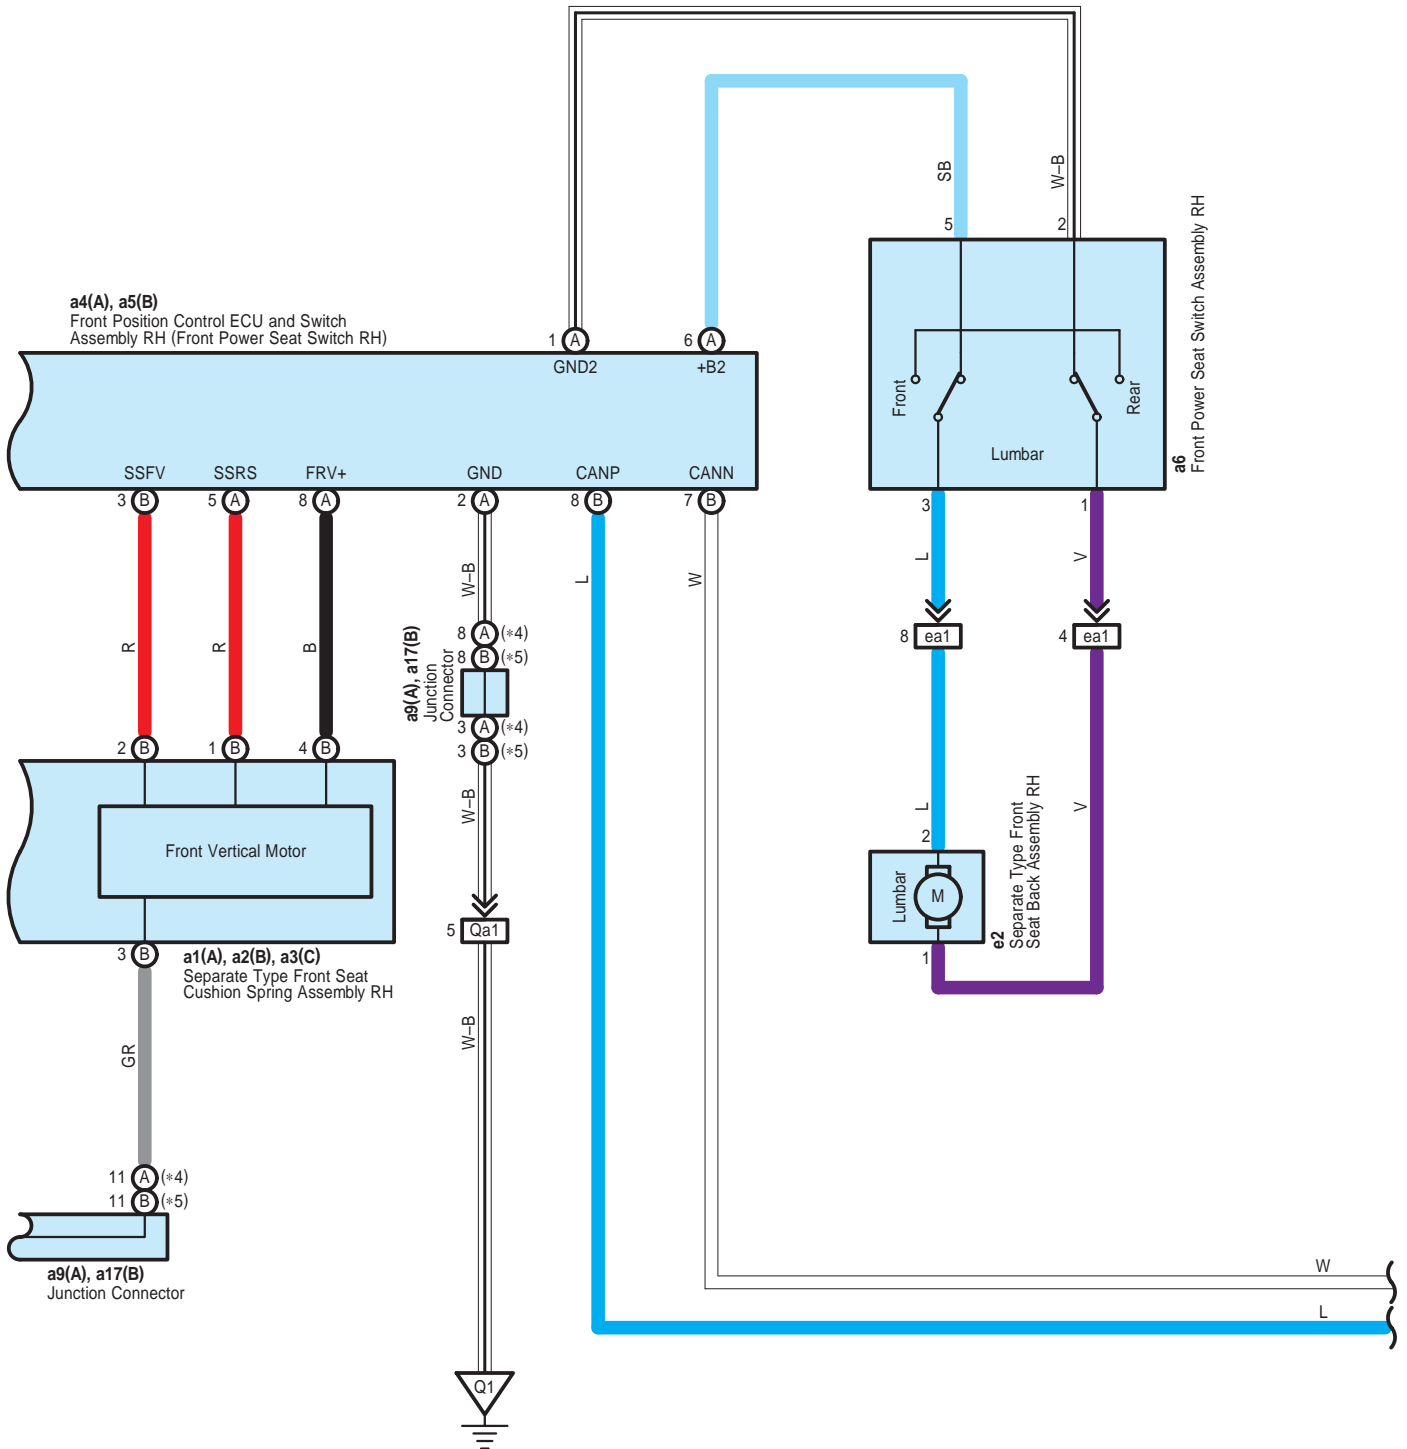 SB
W–B
5
2
a6
Front Power Seat Switch Assembly RH
a4(A), a5(B)
Front Position Control ECU and Switch
Assembly RH (Front Power Seat Switch RH)
1 A
6 A
GND2
+B2
Front
Rear
Lumbar
SSFV
SSRS
FRV+
GND
CANP
CANN
3 B
5 A
8 A
2 A
8 B
7 B
3
1
R
R
B
W–B
L
W
L
V
8 A (*4)
8 B (*5)
a9(A), a17(B)
Junction
Connector
3 A (*4)
3 B (*5)
8 ea1
4 ea1
2 B
1 B
4 B
W–B
L
V
2
Front Vertical Motor
Lumbar
M
e2
Separate Type Front
Seat Back Assembly RH
1
5 Qa1
3 B
a1(A), a2(B), a3(C)
Separate Type Front Seat
Cushion Spring Assembly RH
GR
W–B
11 A (*4)
11 B (*5)
a9(A), a17(B)
Junction Connector
W
L
Q1